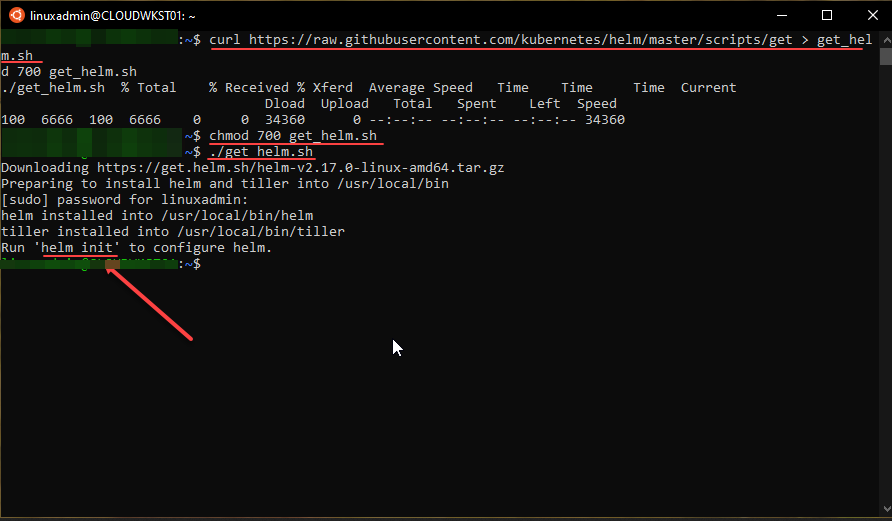 linuxadmin@CLOUDWKST01: ~
:~$ curl https://raw.githubusercontent.com/kubernetes/helm/master/scripts/get > get_hel
m.sh
d 700 get_helm.sh
./get_helm.sh  % Total    % Received % Xferd  Average Speed   Time    Time     Time  Current
                                 Dload  Upload   Total   Spent    Left  Speed
100  6666  100  6666    0     0  34360      0 --:--:-- --:--:-- --:--:-- 34360
~$ chmod 700 get_helm.sh
~$ ./get_helm.sh
Downloading https://get.helm.sh/helm-v2.17.0-linux-amd64.tar.gz
Preparing to install helm and tiller into /usr/local/bin
[sudo] password for linuxadmin:
helm installed into /usr/local/bin/helm
tiller installed into /usr/local/bin/tiller
Run 'helm init' to configure helm.
:~$